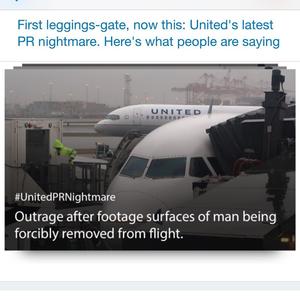 First leggings-gate, now this: United's latest
PR nightmare. Here's what people are saying
UNITED
#UnitedPRNightmare
Outrage after footage surfaces of man being
forcibly removed from flight.